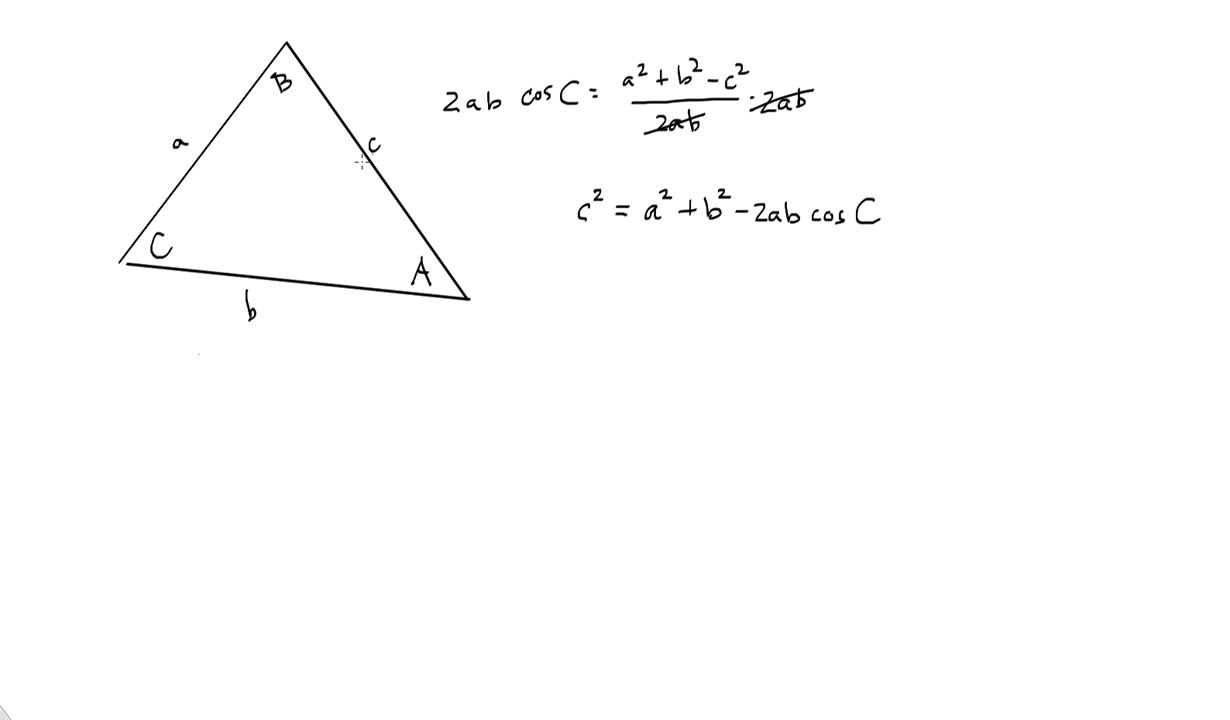 B
2ab cos C = a² + b² - c² / 2ab · 2ab
a
c
c² = a² + b² - 2ab cos C
C
A
b